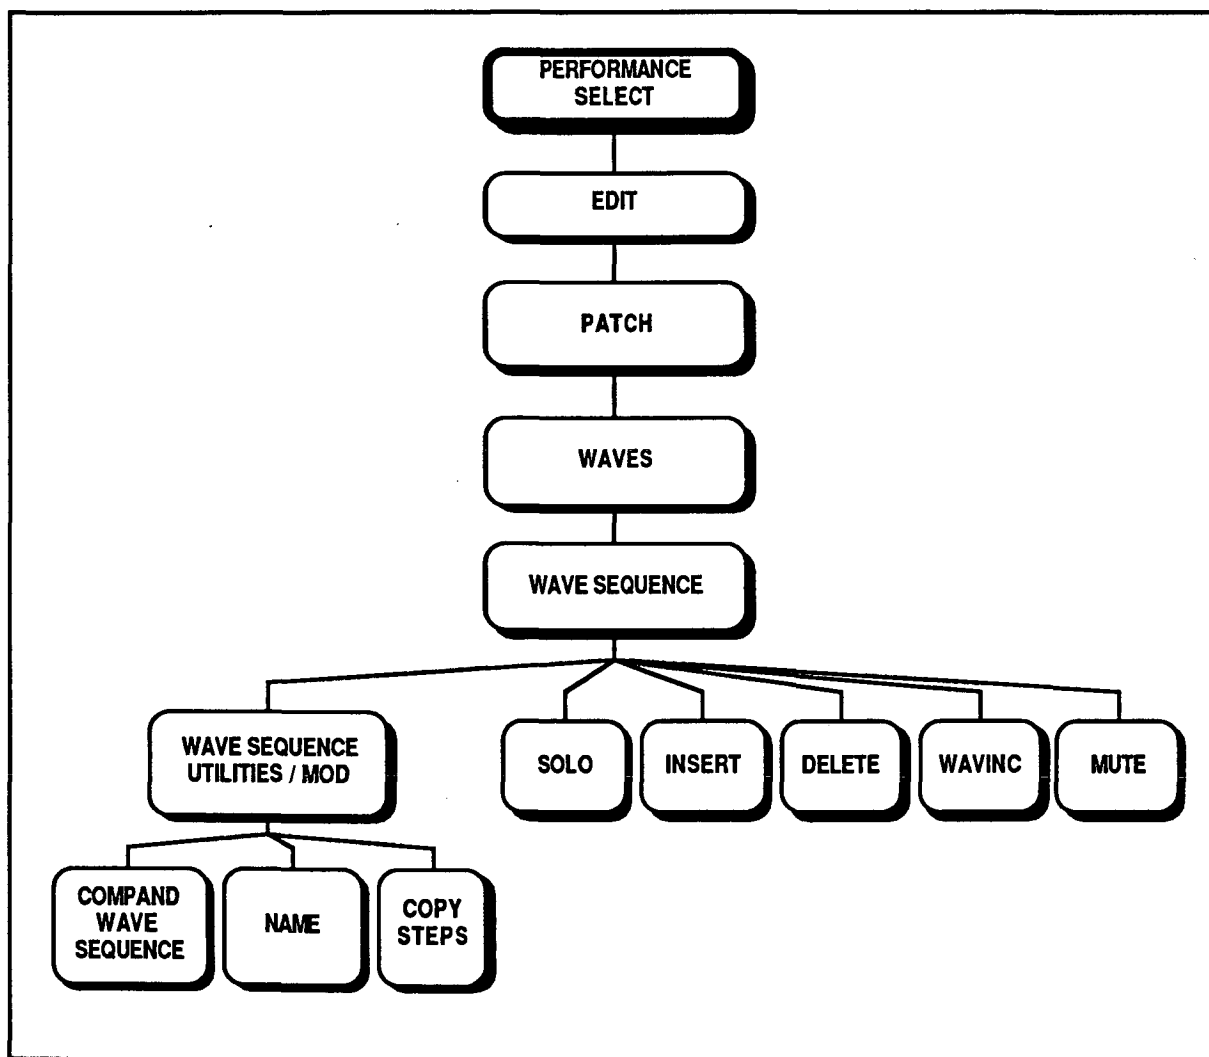 PERFORMANCE
SELECT
EDIT
PATCH
WAVES
WAVE SEQUENCE
WAVE SEQUENCE
UTILITIES / MOD
SOLO
INSERT
DELETE
WAVINC
MUTE
COMPAND
WAVE
SEQUENCE
NAME
COPY
STEPS